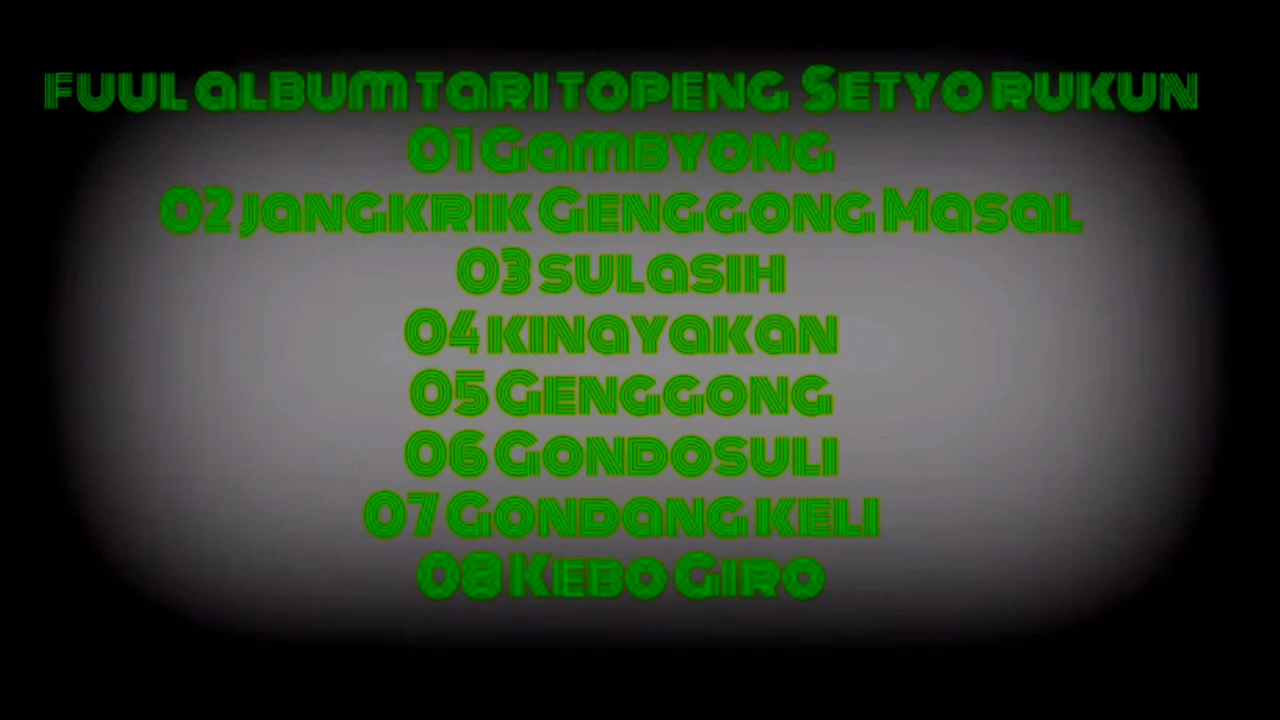 Fuul album tari topeng Setyo rukun
01 Gambyong
02 jangkrik Genggong Masal
03 sulasih
04 kinayakan
05 Genggong
06 Gondosuli
07 Gondang keli
08 Kebo Giro